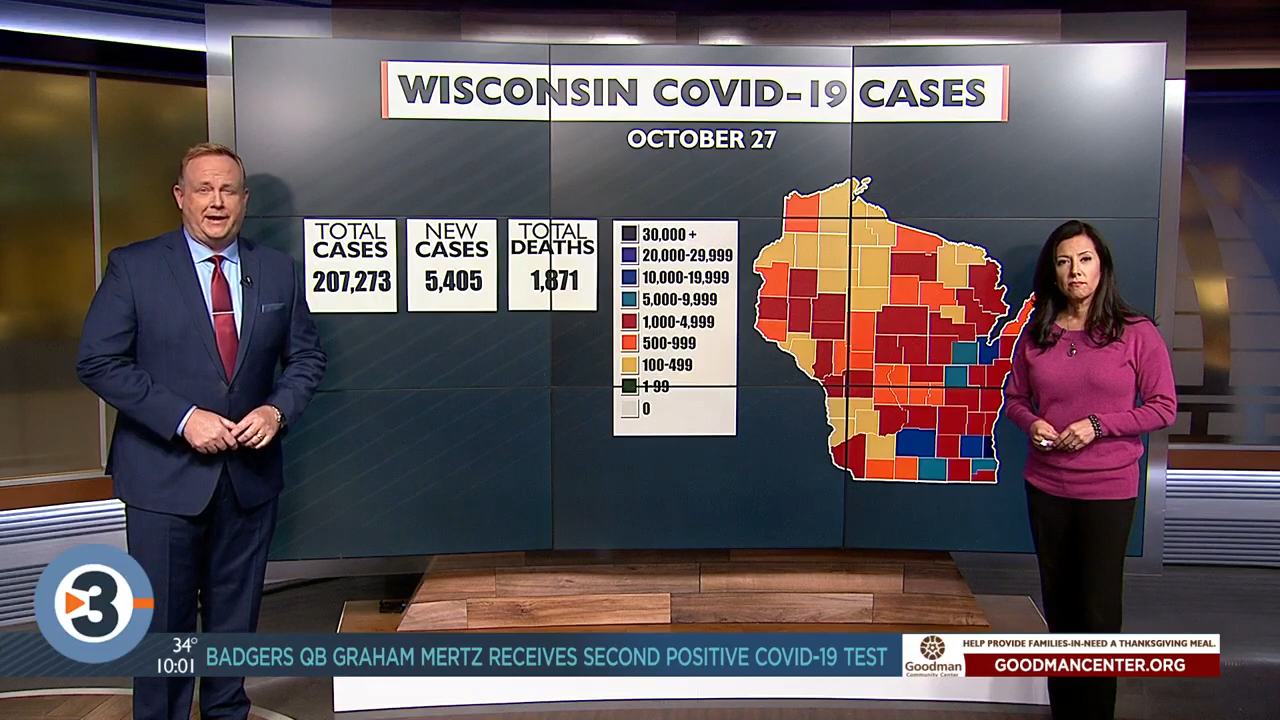 WISCONSIN COVID-19 CASES
OCTOBER 27
TOTAL
CASES
207,273
NEW
CASES
5,405
TOTAL
DEATHS
1,871
30,000 +
20,000-29,999
10,000-19,999
5,000-9,999
1,000-4,999
500-999
100-499
1-99
0
3
34°
10:01
BADGERS QB GRAHAM MERTZ RECEIVES SECOND POSITIVE COVID-19 TEST
Goodman
Community Center
HELP PROVIDE FAMILIES-IN-NEED A THANKSGIVING MEAL.
GOODMANCENTER.ORG